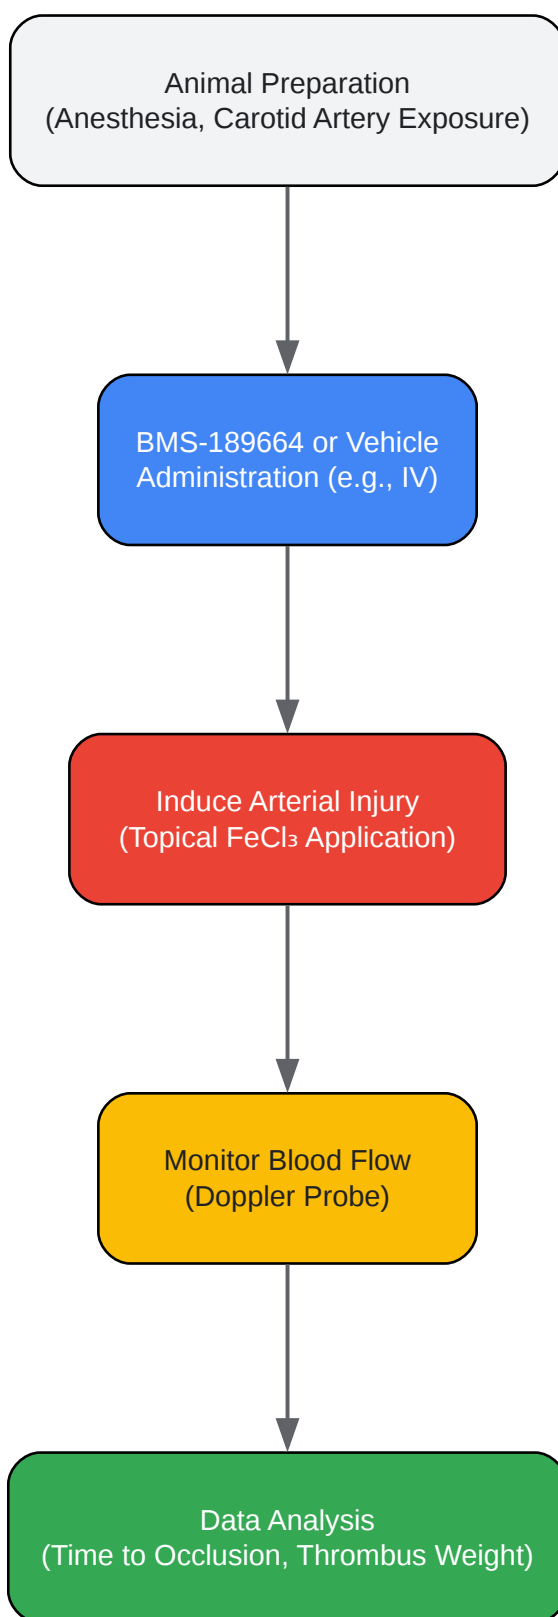 Animal Preparation
(Anesthesia, Carotid Artery Exposure)
BMS-189664 or Vehicle
Administration (e.g., IV)
Induce Arterial Injury
(Topical FeCl₃ Application)
Monitor Blood Flow
(Doppler Probe)
Data Analysis
(Time to Occlusion, Thrombus Weight)